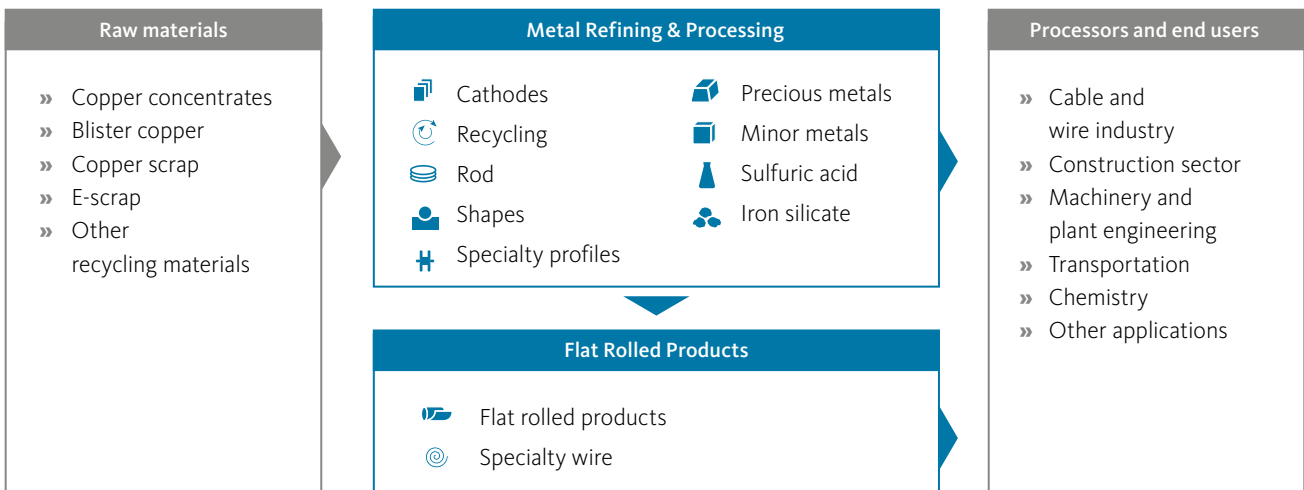 Raw materials
» Copper concentrates
» Blister copper
» Copper scrap
» E-scrap
» Other
recycling materials
Metal Refining & Processing
Cathodes
Recycling
Rod
Shapes
Specialty profiles
Precious metals
Minor metals
Sulfuric acid
Iron silicate
Flat Rolled Products
Flat rolled products
Specialty wire
Processors and end users
» Cable and
wire industry
» Construction sector
» Machinery and
plant engineering
» Transportation
» Chemistry
» Other applications